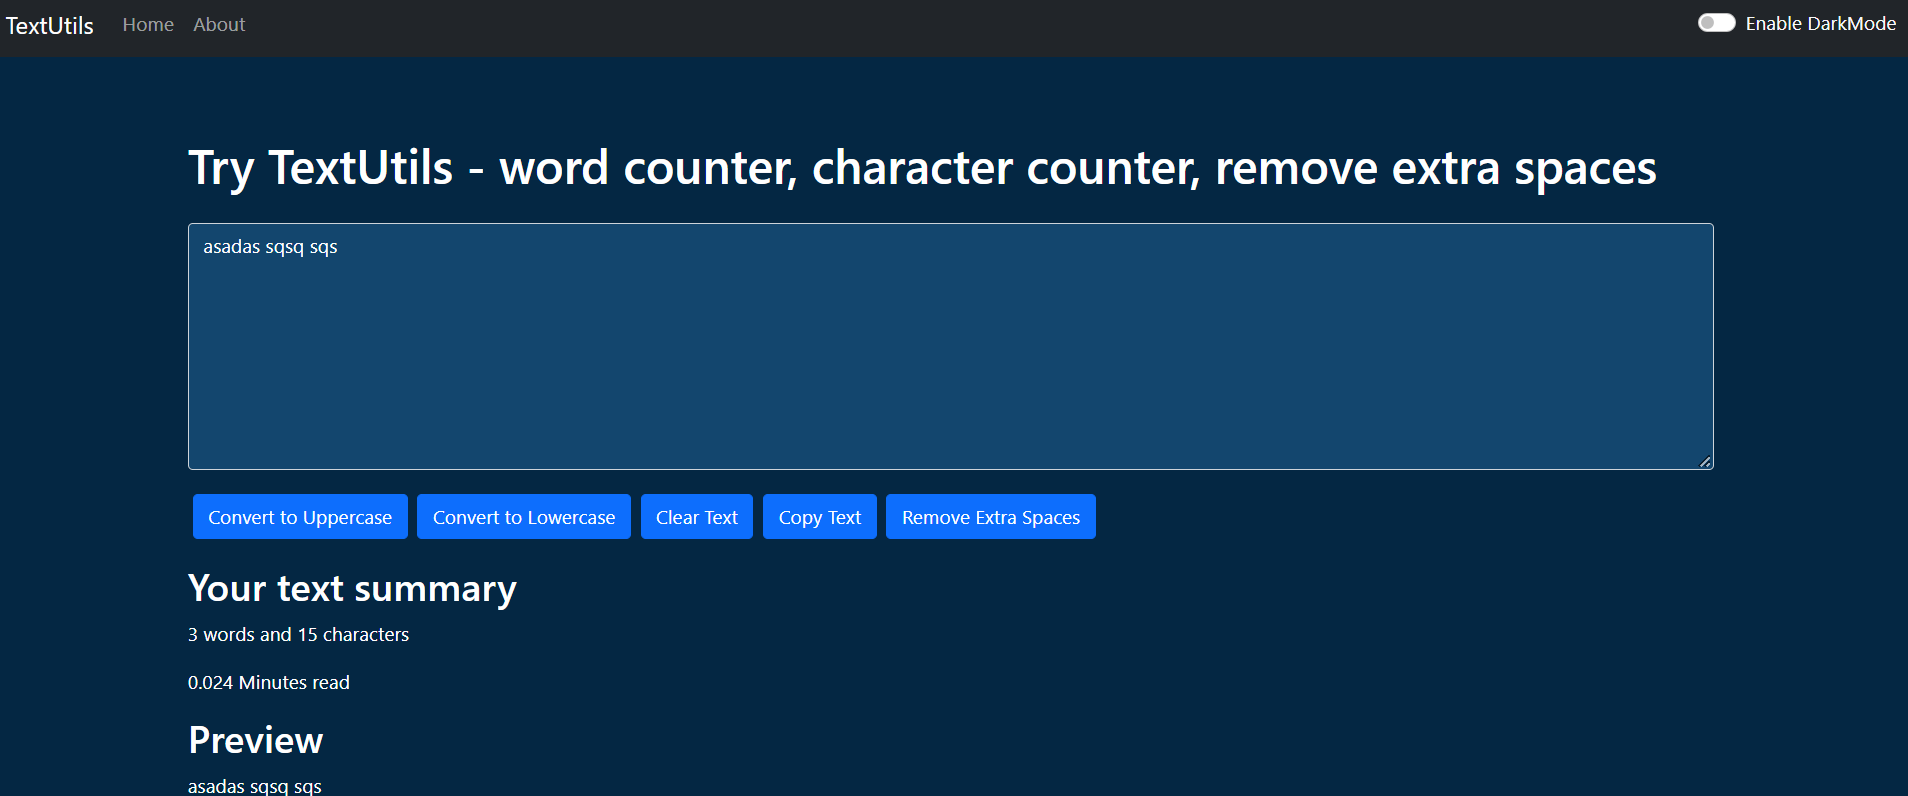 TextUtils Home About Enable DarkMode
Try TextUtils - word counter, character counter, remove extra spaces
asadas sqsq sqs
Convert to Uppercase Convert to Lowercase Clear Text Copy Text Remove Extra Spaces
Your text summary
3 words and 15 characters
0.024 Minutes read
Preview
asadas sqsq sqs